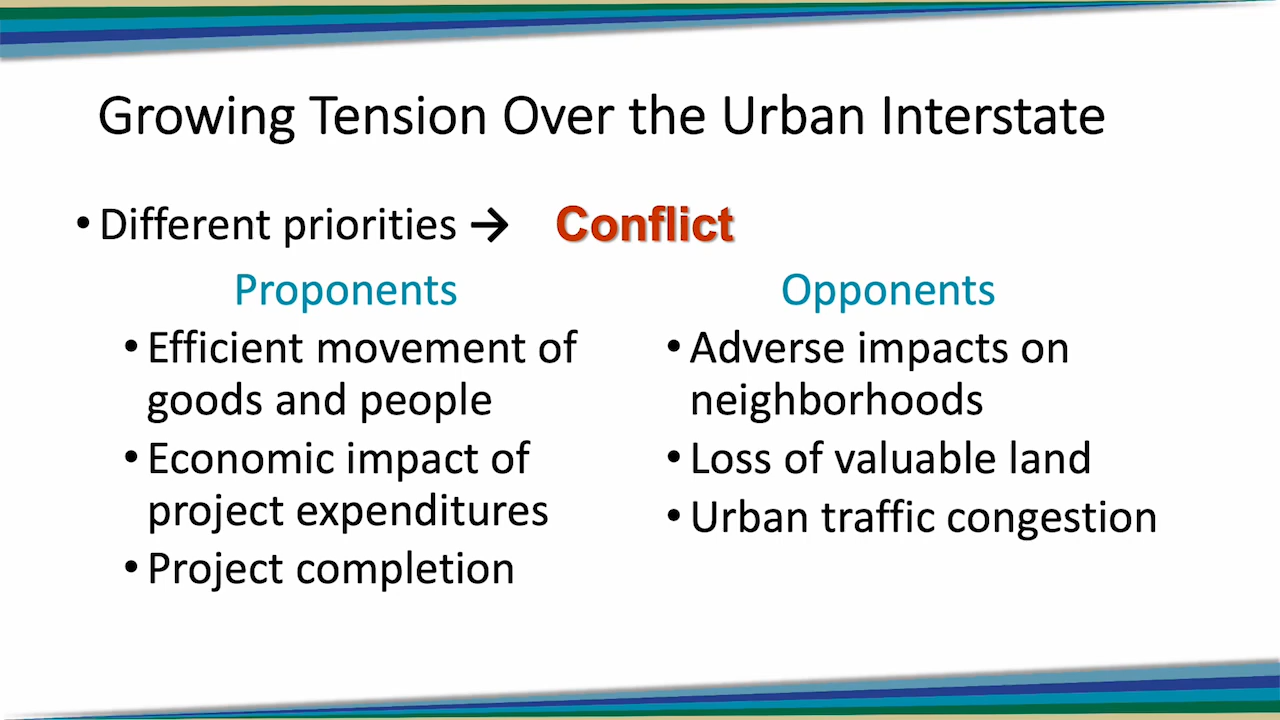 Growing Tension Over the Urban Interstate
• Different priorities → Conflict
Proponents
• Efficient movement of
goods and people
• Economic impact of
project expenditures
• Project completion
Opponents
• Adverse impacts on
neighborhoods
• Loss of valuable land
• Urban traffic congestion